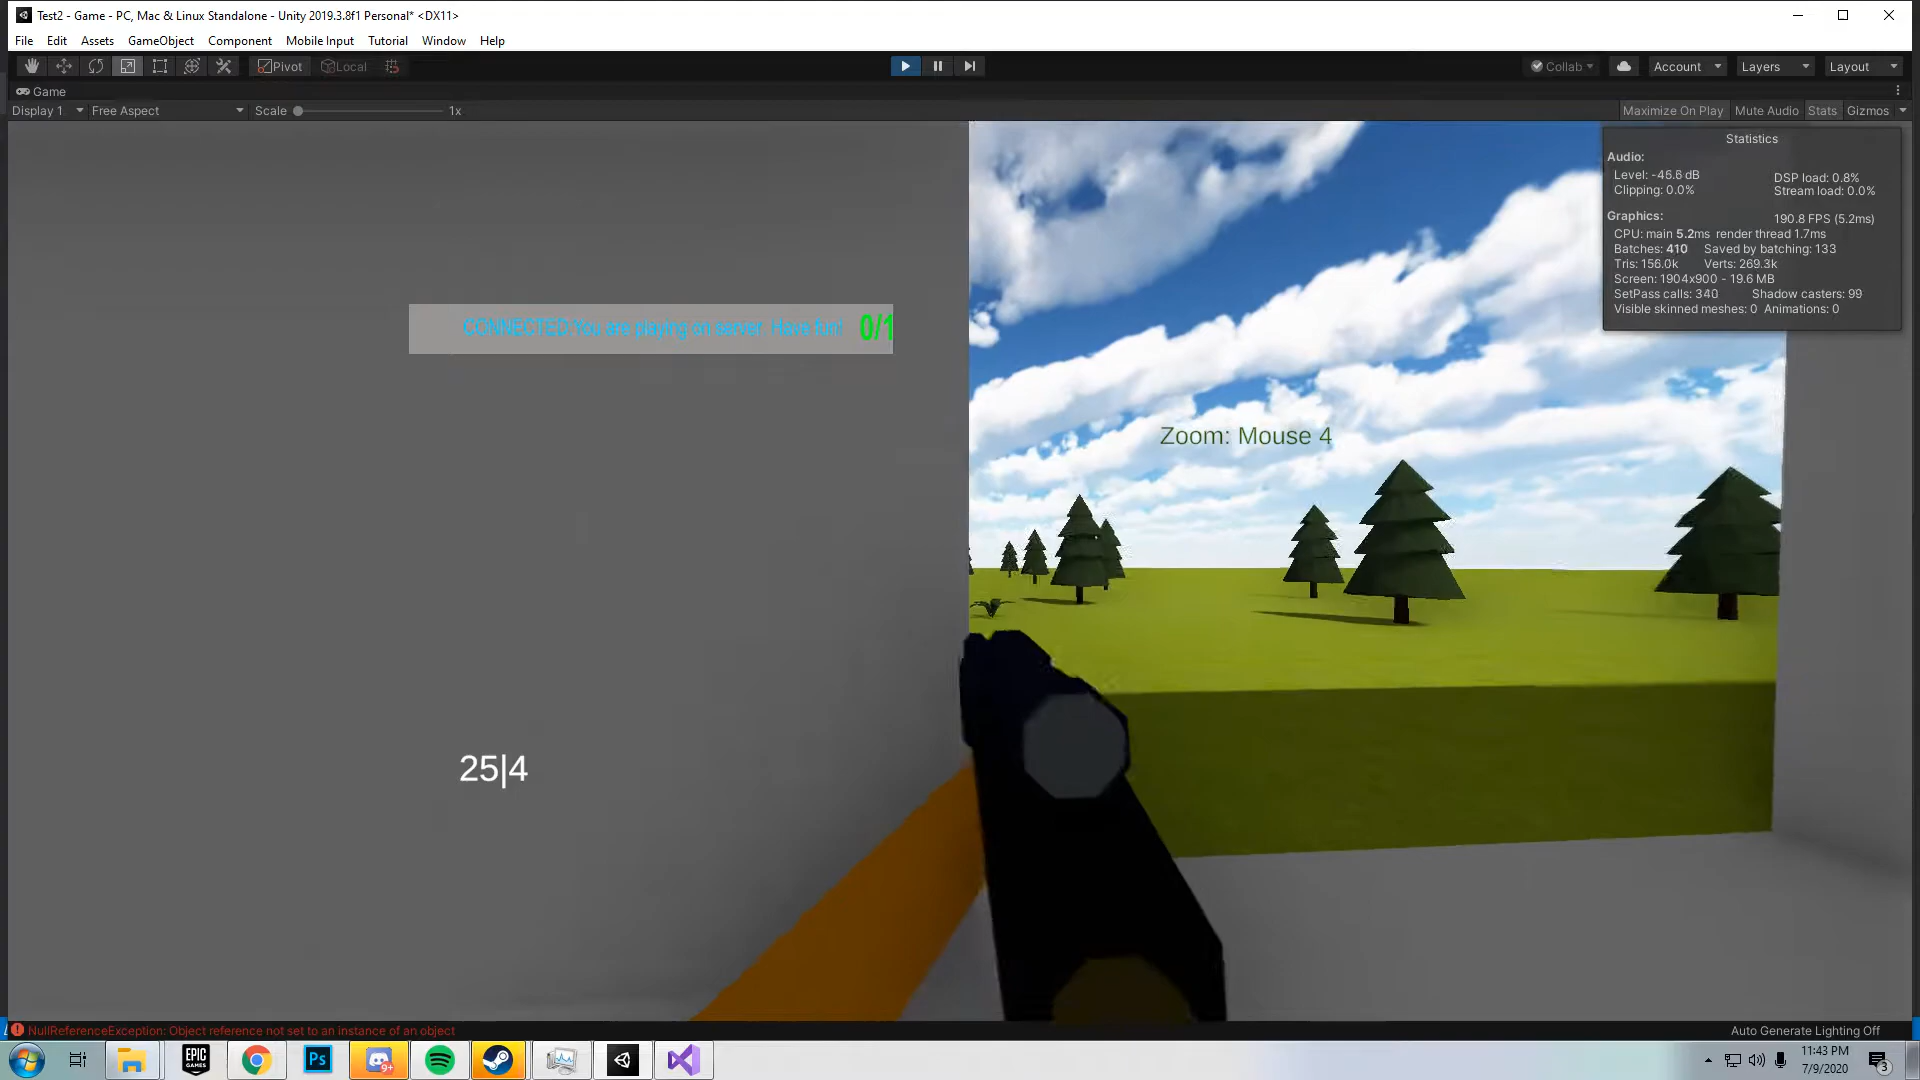 Test2 - Game - PC, Mac & Linux Standalone - Unity 2019.3.8f1 Personal* <DX11>
File Edit Assets GameObject Component Mobile Input Tutorial Window Help
Pivot Local Collab Account Layers Layout
Game
Display 1 Free Aspect Scale 1x Maximize On Play Mute Audio Stats Gizmos
Statistics
Audio:
Level: -46.6 dB DSP load: 0.8%
Clipping: 0.0% Stream load: 0.0%
Graphics: 190.8 FPS (5.2ms)
CPU: main 5.2ms render thread 1.7ms
Batches: 410 Saved by batching: 133
Tris: 156.0k Verts: 269.3k
Screen: 1904x900 - 19.6 MB
SetPass calls: 340 Shadow casters: 99
Visible skinned meshes: 0 Animations: 0
CONNECTED:You are playing on server. Have fun! 0/1
Zoom: Mouse 4
25|4
NullReferenceException: Object reference not set to an instance of an object
Auto Generate Lighting Off
EPIC GAMES
Ps
9+
11:43 PM
7/9/2020
3